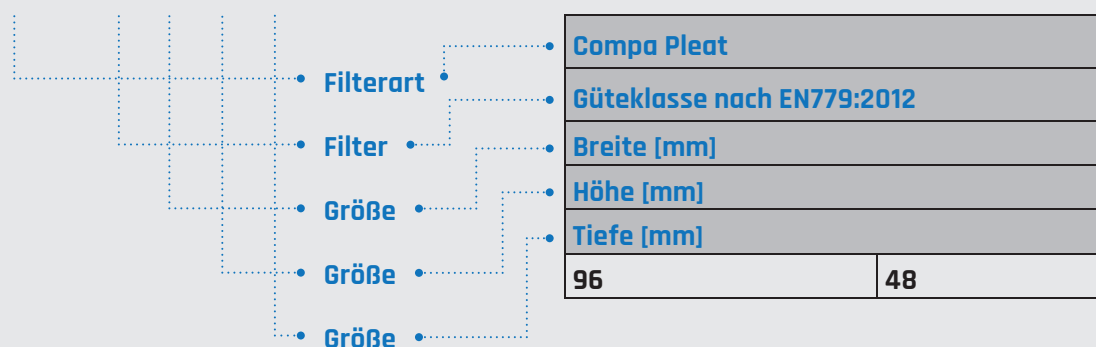 Filterart
Compa Pleat
Filter
Güteklasse nach EN779:2012
Größe
Breite [mm]
Größe
Höhe [mm]
Größe
Tiefe [mm]
96 48